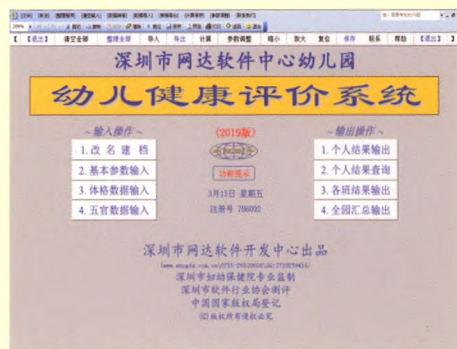 【 【退出】 清空全部 整理全部 导入 导出 计算 参数调整 缩小 放大 复位 保存 联系 帮助 【退出】 】
深圳市网达软件中心幼儿园
幼儿健康评价系统
~输入操作~ (2019版) ~输出操作~
1.改名建档 1.个人结果输出
2.基本参数输入 功能提示 2.个人结果查询
3.体格数据输入 3月15日 星期五 3.各班结果输出
4.五官数据输入 注册号 786092 4.全园汇总输出
深圳市网达软件开发中心出品
深圳市妇幼保健院专业监制
深圳市软件行业协会测评
中国国家版权局登记
(C)版权所有侵权必究